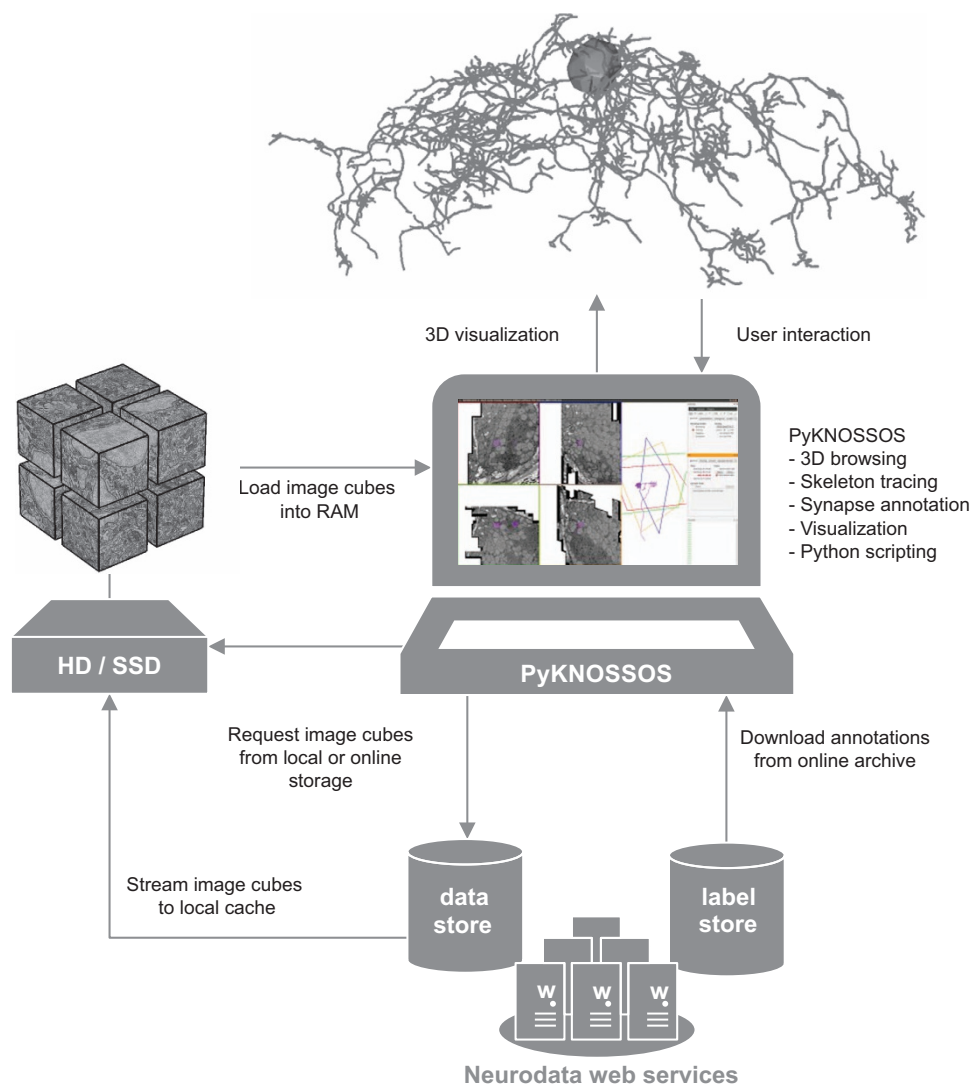 3D visualization
User interaction
Load image cubes
into RAM
PyKNOSSOS
- 3D browsing
- Skeleton tracing
- Synapse annotation
- Visualization
- Python scripting
HD / SSD
PyKNOSSOS
Request image cubes
from local or online
storage
Download annotations
from online archive
Stream image cubes
to local cache
data
store
label
store
w
w
w
Neurodata web services